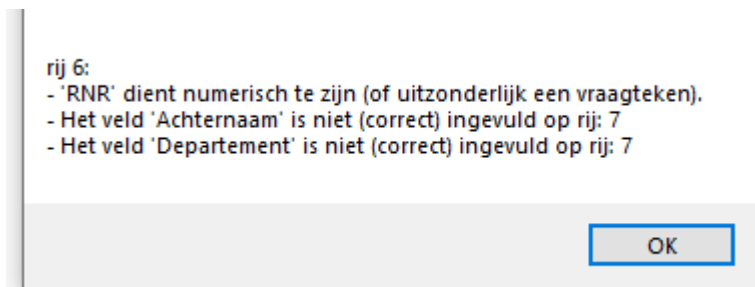 rij 6:
- 'RNR' dient numerisch te zijn (of uitzonderlijk een vraagteken).
- Het veld 'Achternaam' is niet (correct) ingevuld op rij: 7
- Het veld 'Departement' is niet (correct) ingevuld op rij: 7
OK